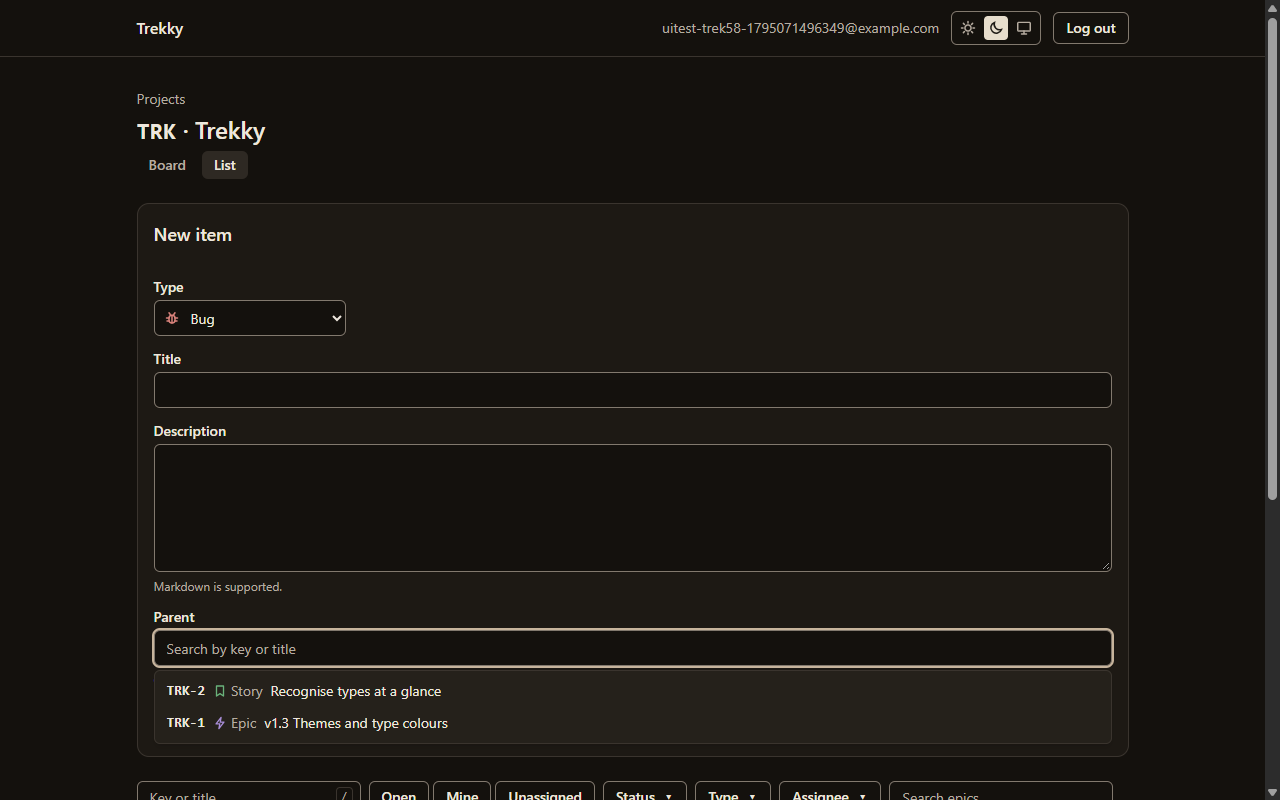 Trekky
uitest-trek58-1795071496349@example.com
Log out
Projects
TRK · Trekky
Board
List
New item
Type
Bug
Title
Description
Markdown is supported.
Parent
Search by key or title
TRK-2 Story Recognise types at a glance
TRK-1 Epic v1.3 Themes and type colours
Key or title / Open Mine Unassigned Status Type Assignee Search epics